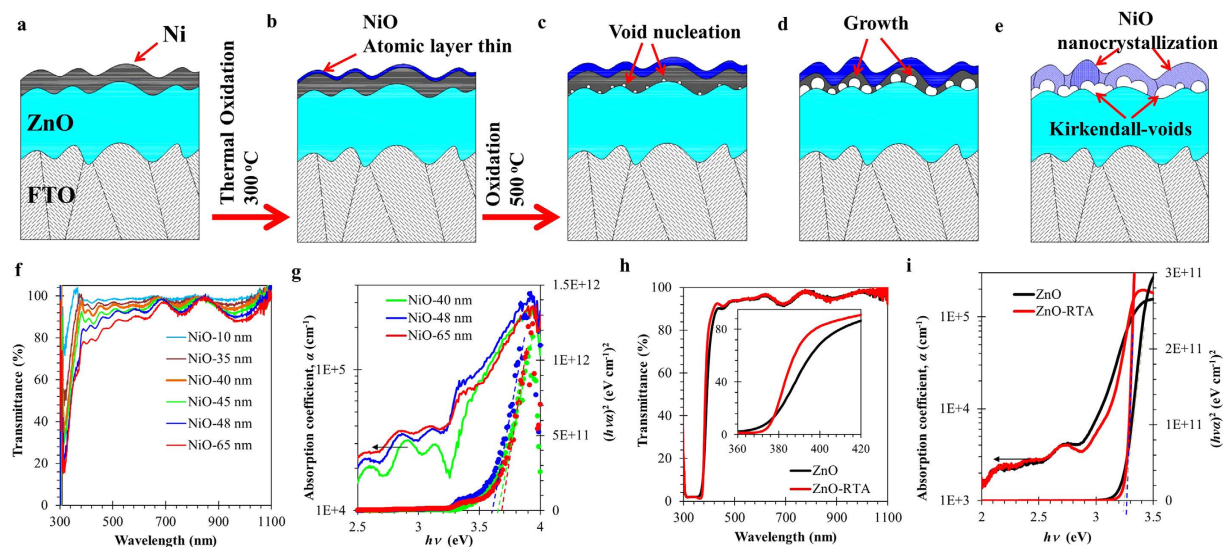 a
Ni
ZnO
FTO
Thermal Oxidation
300 °C
b
NiO
Atomic layer thin
c
Void nucleation
Oxidation
500 °C
d
Growth
e
NiO
nanocrystallization
Kirkendall-voids
f
Transmittance (%)
100
80
60
40
20
0
NiO-10 nm
NiO-35 nm
NiO-40 nm
NiO-45 nm
NiO-48 nm
NiO-65 nm
300 500 700 900 1100
Wavelength (nm)
g
Absorption coefficient, α (cm⁻¹)
1E+5
1E+4
NiO-40 nm
NiO-48 nm
NiO-65 nm
1.5E+12
1E+12
5E+11
0
(hvα)² (eV cm⁻¹)²
2.5 3 3.5 4
hν (eV)
h
Transmittance (%)
100
80
60
40
20
0
80
40
0
360 380 400 420
ZnO
ZnO-RTA
300 500 700 900 1100
Wavelength (nm)
i
Absorption coefficient, α (cm⁻¹)
1E+5
1E+4
1E+3
ZnO
ZnO-RTA
3E+11
2E+11
1E+11
0
(hvα)² (eV cm⁻¹)²
2 2.5 3 3.5
hν (eV)